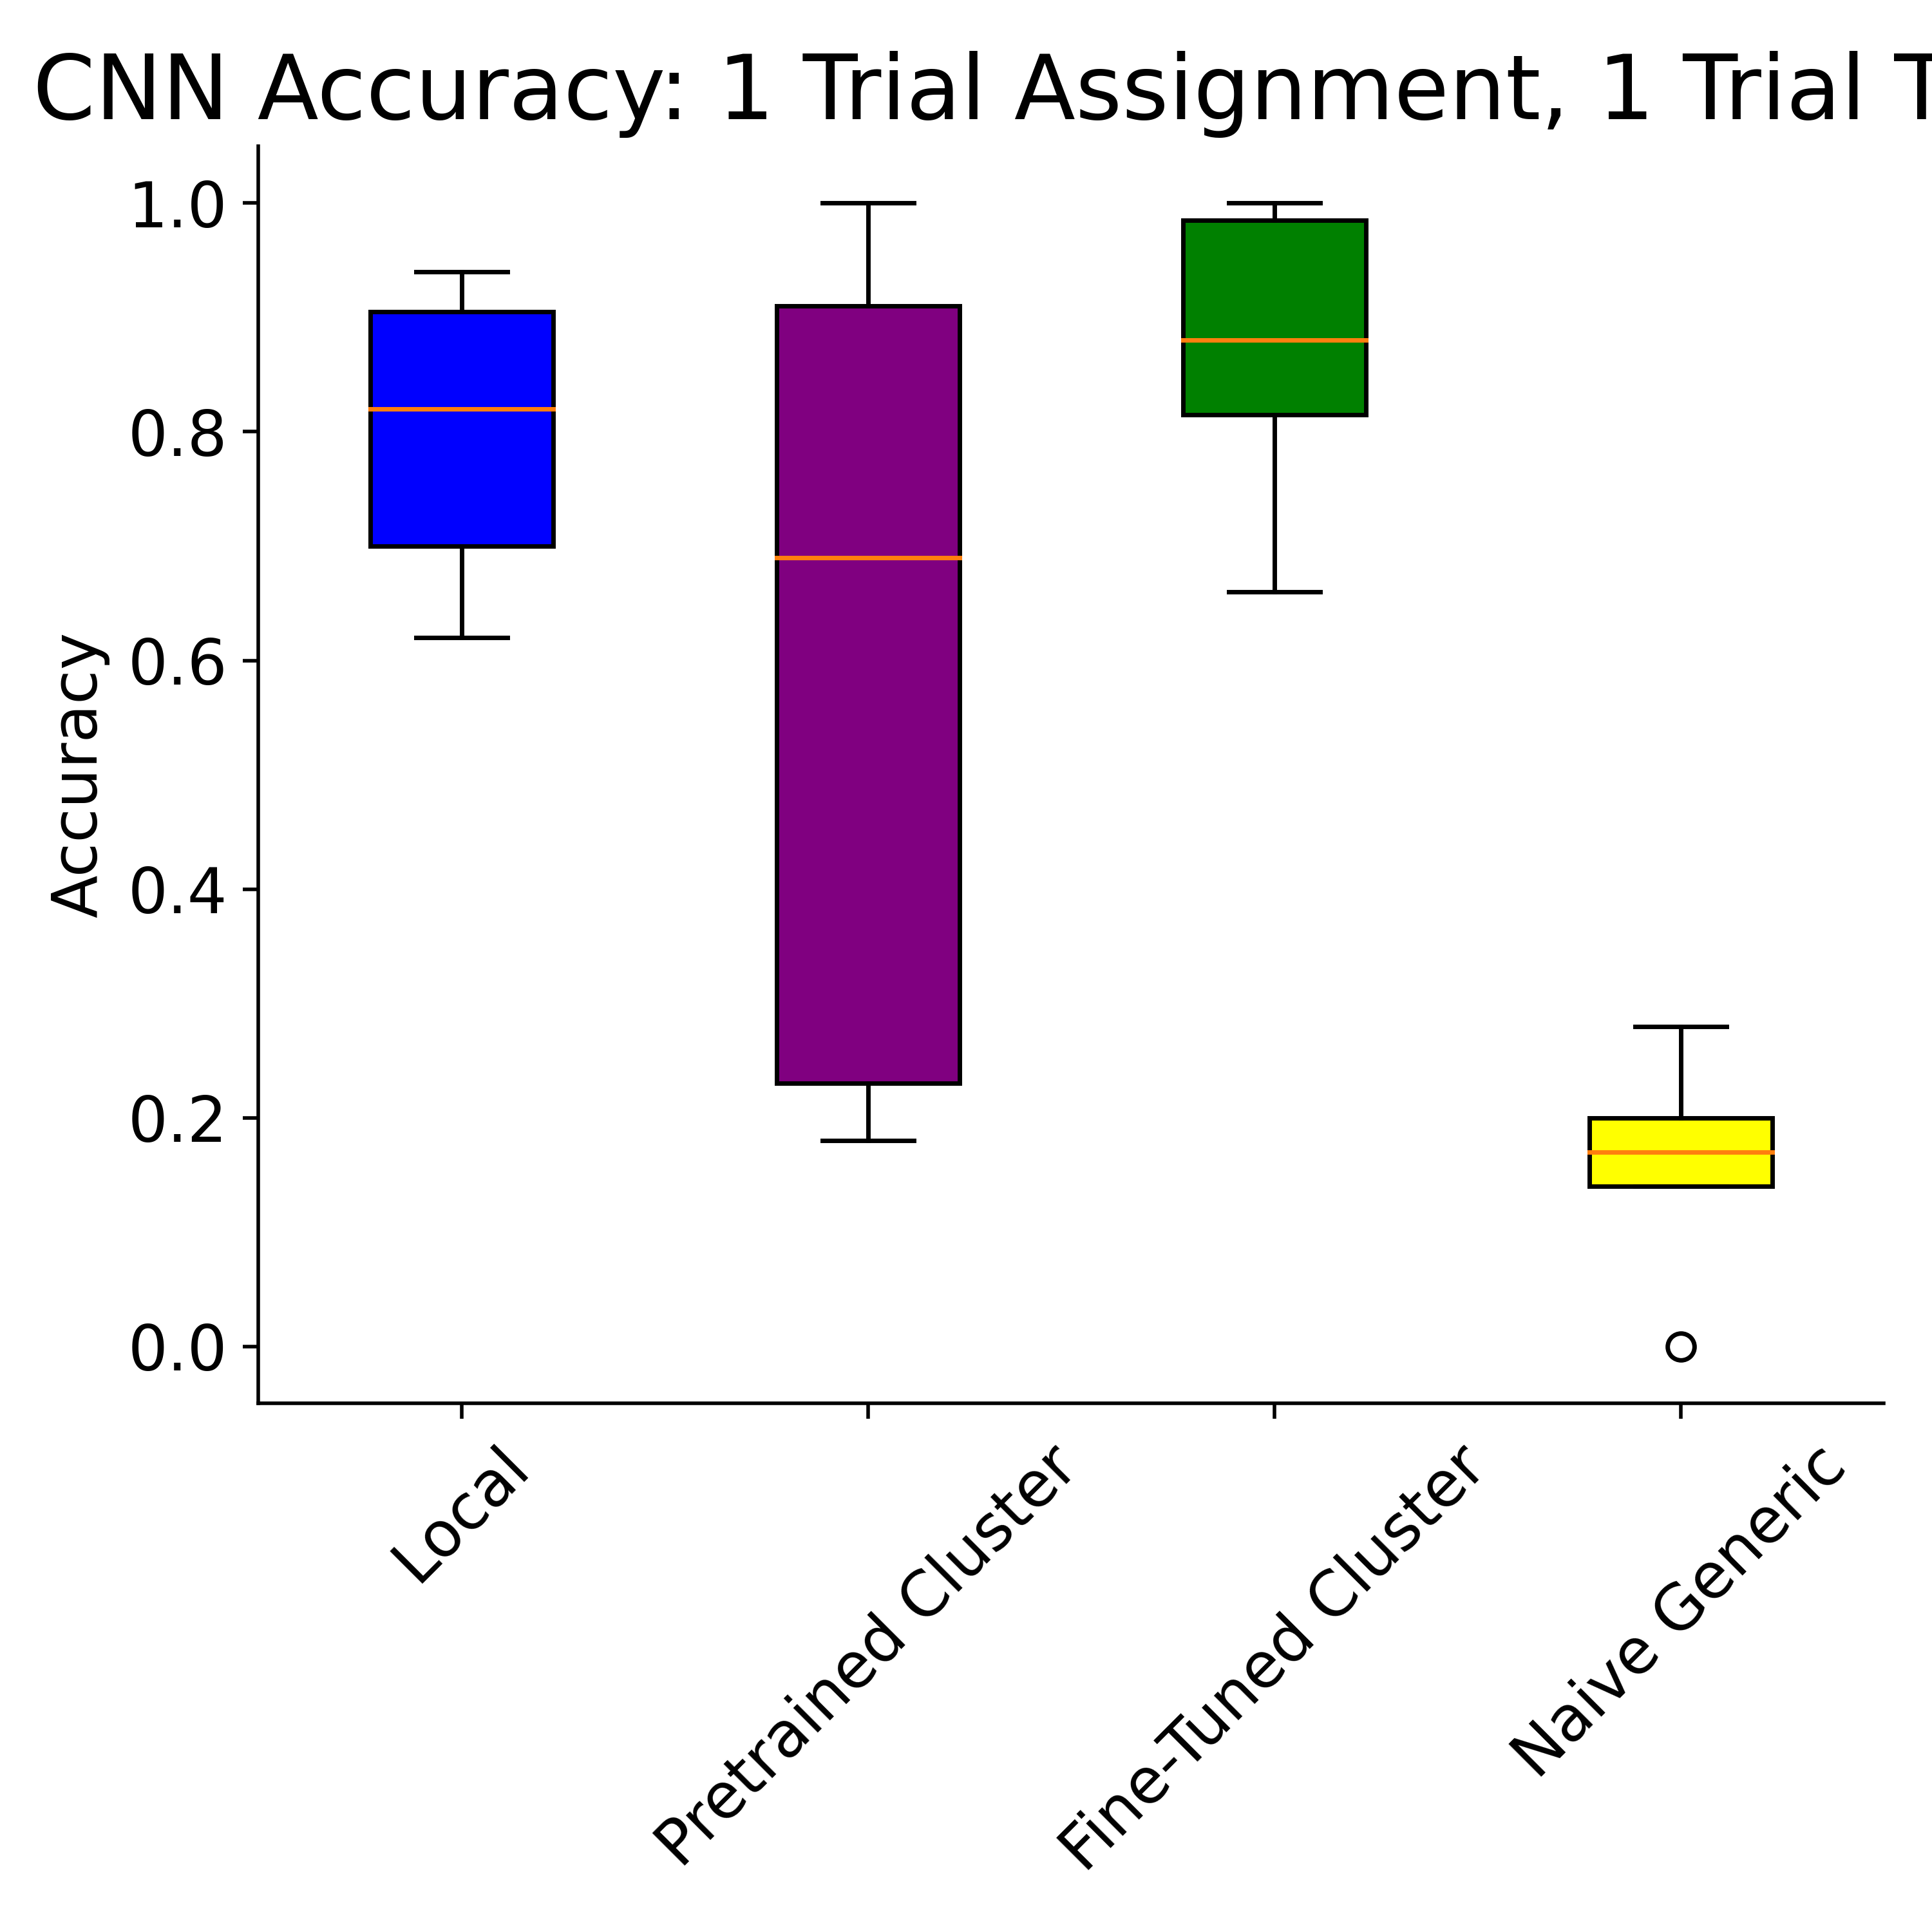 CNN Accuracy: 1 Trial Assignment, 1 Trial
1.0
0.8
0.6
0.4
0.2
0.0
Accuracy
Local
Pretrained Cluster
Fine-Tuned Cluster
Naive Generic